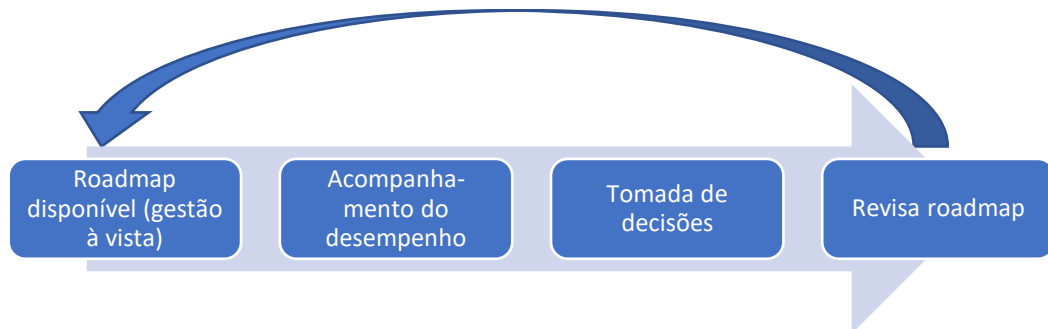 Roadmap
disponível (gestão
à vista)
Acompanha-
mento do
desempenho
Tomada de
decisões
Revisa roadmap